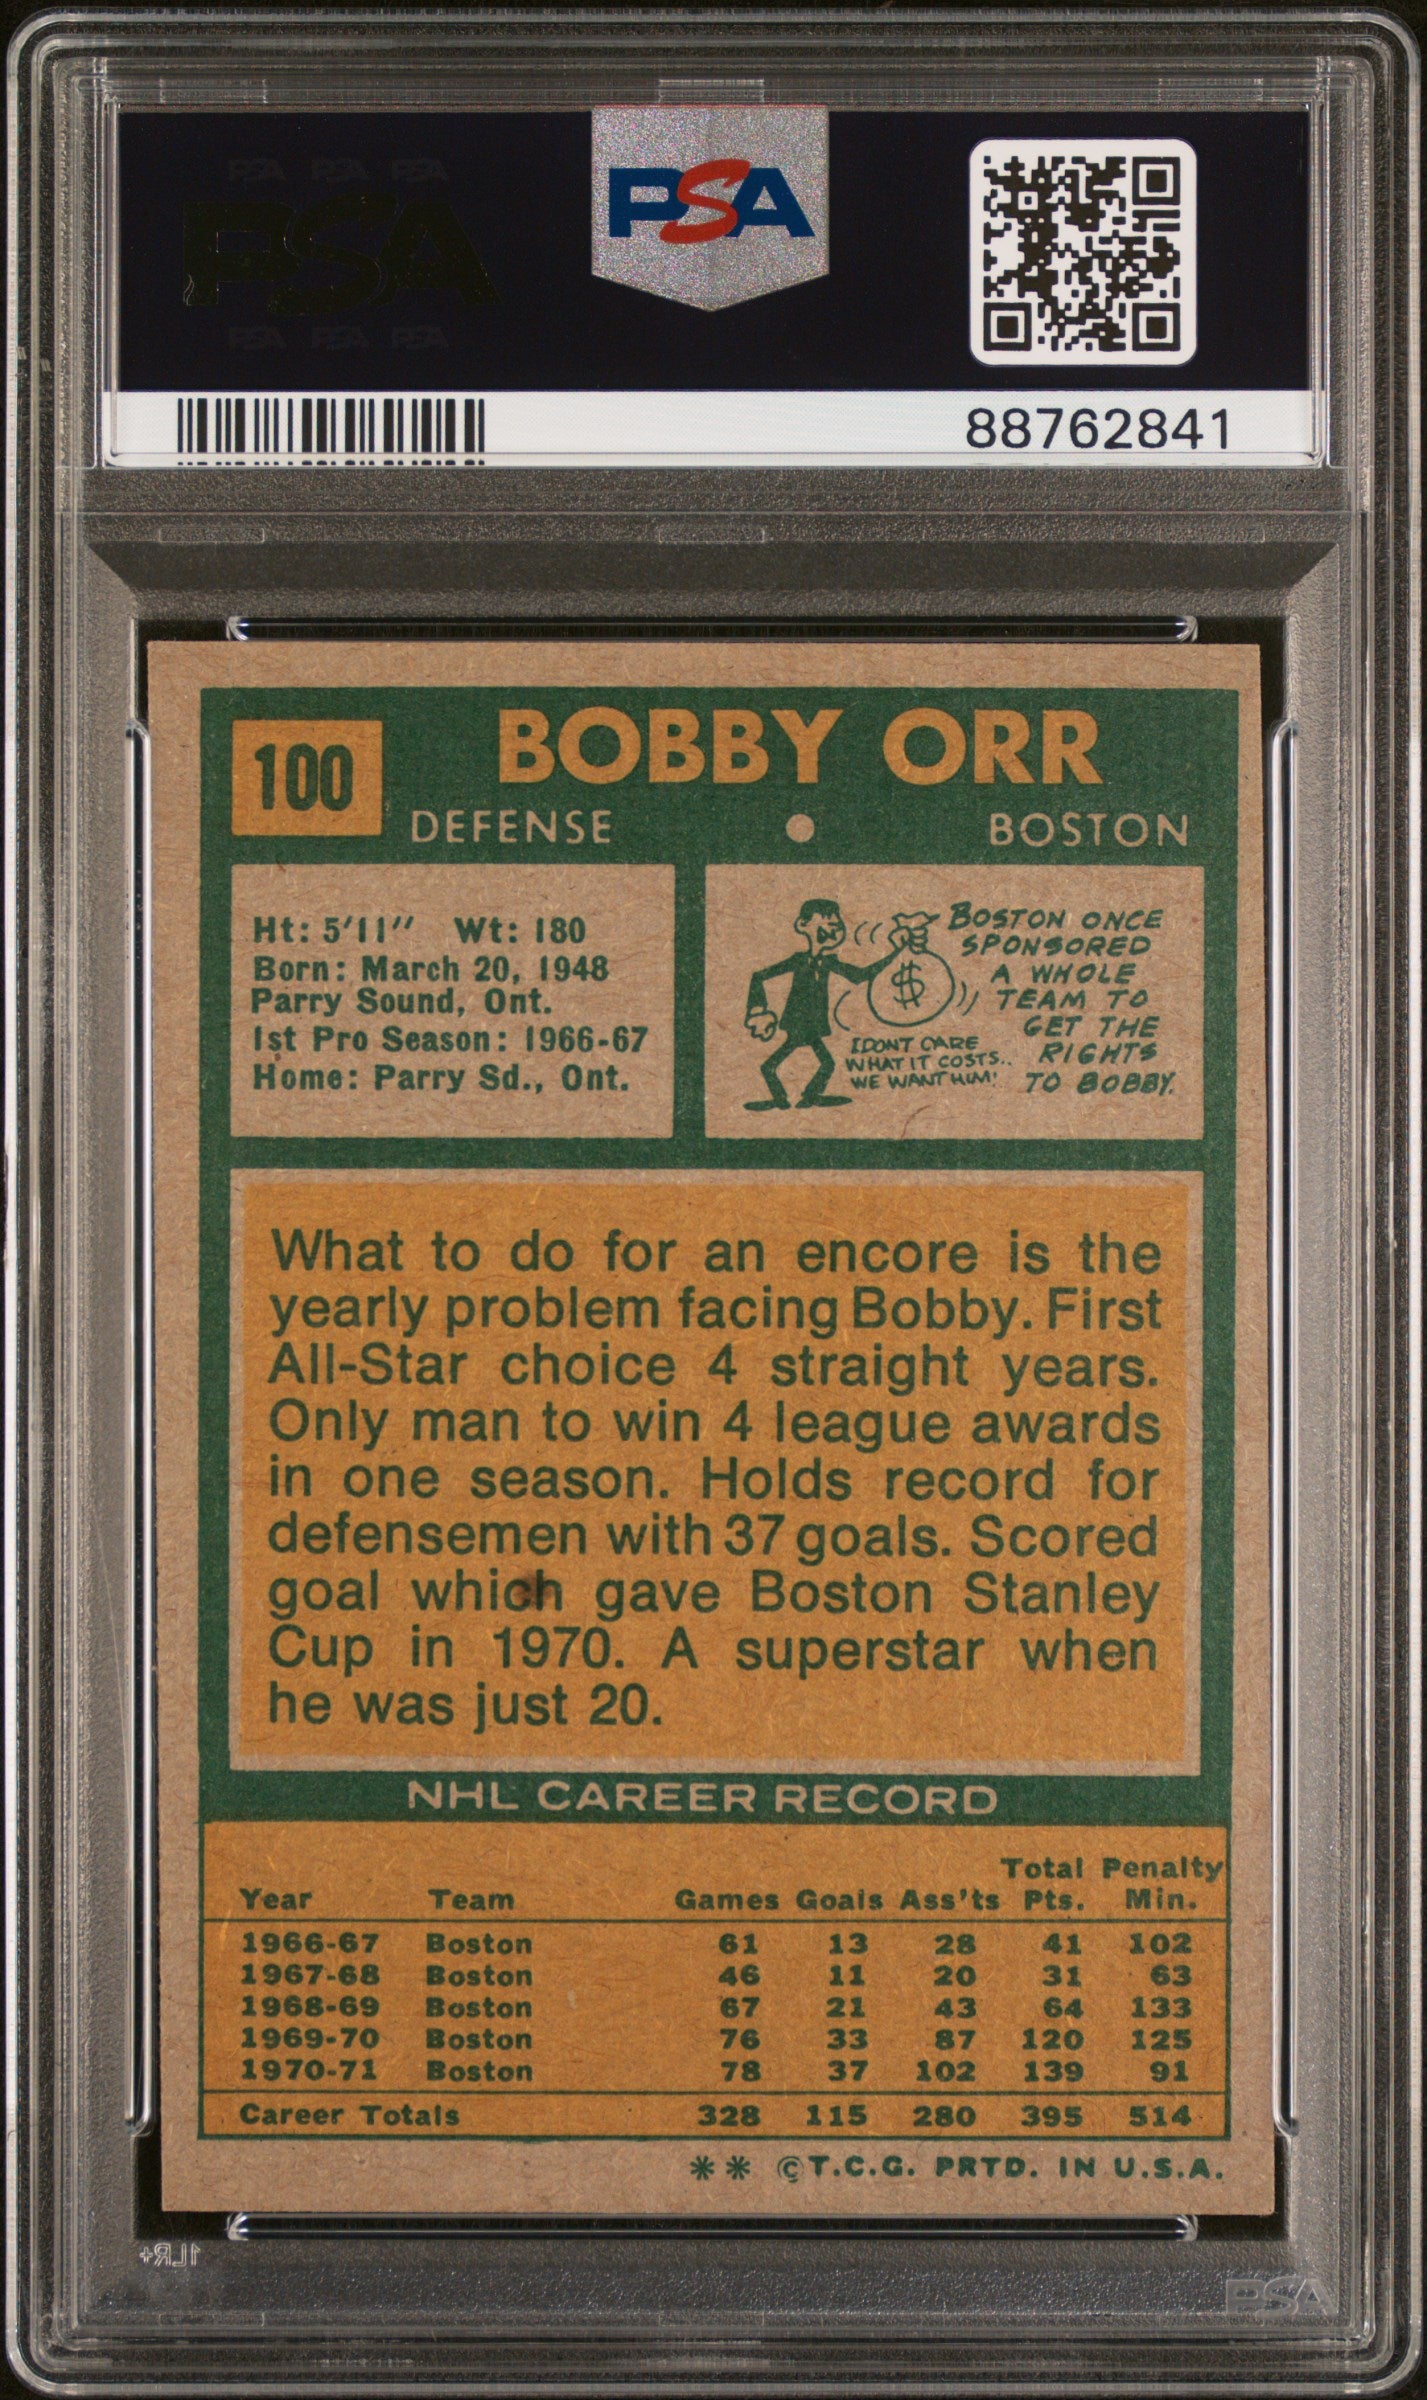 PSA PSA PSA
PSA
PSA PSA PSA
PSA
88762841
100
BOBBY ORR
DEFENSE ● BOSTON
Ht: 5'11" Wt: 180
Born: March 20, 1948
Parry Sound, Ont.
1st Pro Season: 1966-67
Home: Parry Sd., Ont.
BOSTON ONCE
SPONSORED
A WHOLE
TEAM TO
GET THE
RIGHTS
TO BOBBY.
$
I DONT CARE
WHAT IT COSTS..
WE WANT HIM!
What to do for an encore is the
yearly problem facing Bobby. First
All-Star choice 4 straight years.
Only man to win 4 league awards
in one season. Holds record for
defensemen with 37 goals. Scored
goal which gave Boston Stanley
Cup in 1970. A superstar when
he was just 20.
NHL CAREER RECORD
Total Penalty
Year Team Games Goals Ass'ts Pts. Min.
1966-67 Boston 61 13 28 41 102
1967-68 Boston 46 11 20 31 63
1968-69 Boston 67 21 43 64 133
1969-70 Boston 76 33 87 120 125
1970-71 Boston 78 37 102 139 91
Career Totals 328 115 280 395 514
** ©T.C.G. PRTD. IN U.S.A.
1LR+
PSA